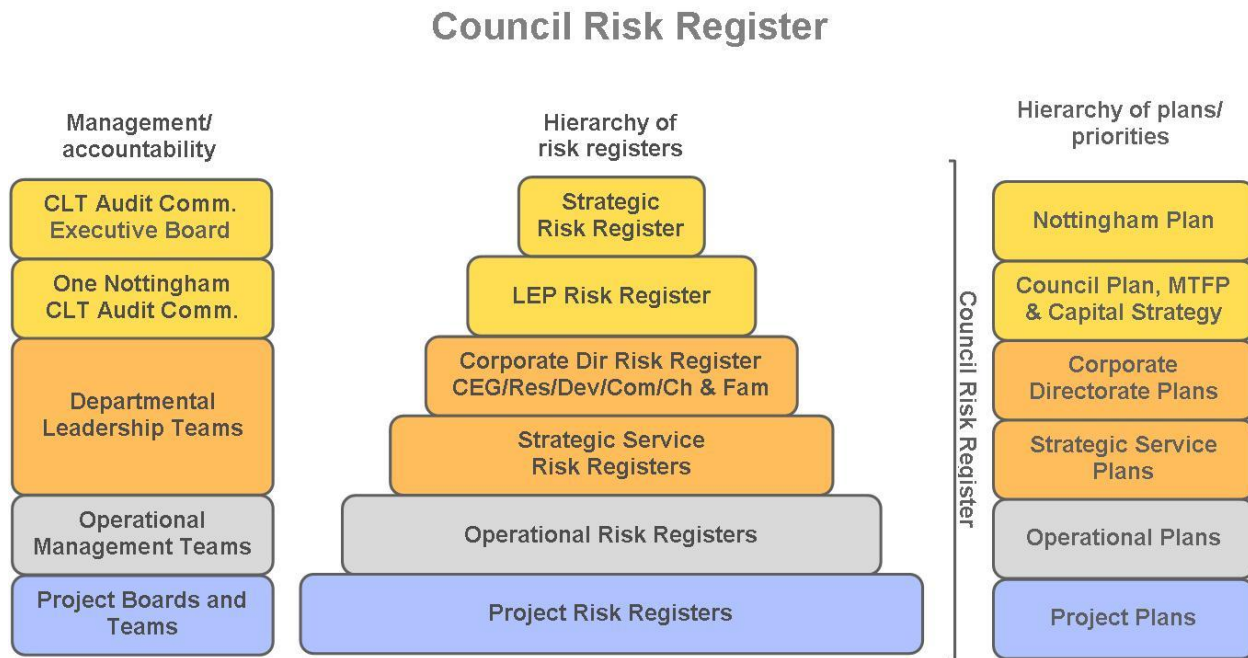 Council Risk Register
Management/
accountability
CLT Audit Comm.
Executive Board
One Nottingham
CLT Audit Comm.
Departmental
Leadership Teams
Operational
Management Teams
Project Boards and
Teams
Hierarchy of
risk registers
Strategic
Risk Register
LEP Risk Register
Corporate Dir Risk Register
CEG/Res/Dev/Com/Ch & Fam
Strategic Service
Risk Registers
Operational Risk Registers
Project Risk Registers
Council Risk Register
Hierarchy of plans/
priorities
Nottingham Plan
Council Plan, MTFP
& Capital Strategy
Corporate
Directorate Plans
Strategic Service
Plans
Operational Plans
Project Plans